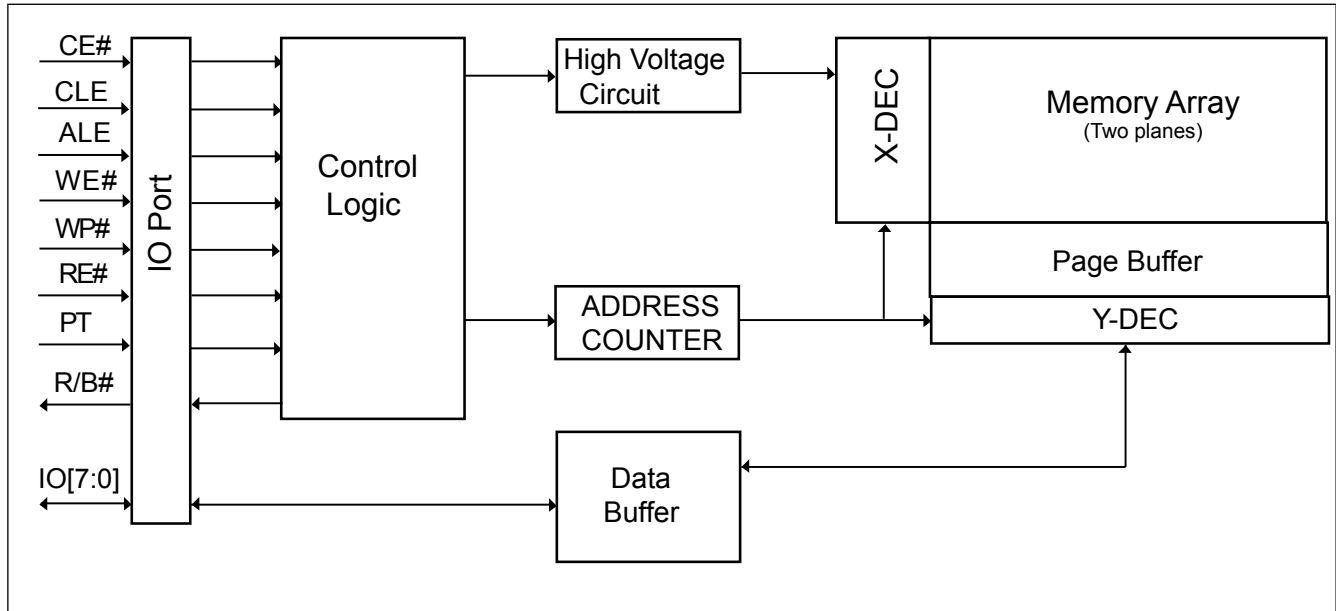 CE#
CLE
ALE
WE#
WP#
RE#
PT
R/B#
IO[7:0]
IO Port
Control
Logic
High Voltage
Circuit
ADDRESS
COUNTER
Data
Buffer
X-DEC
Memory Array
(Two planes)
Page Buffer
Y-DEC